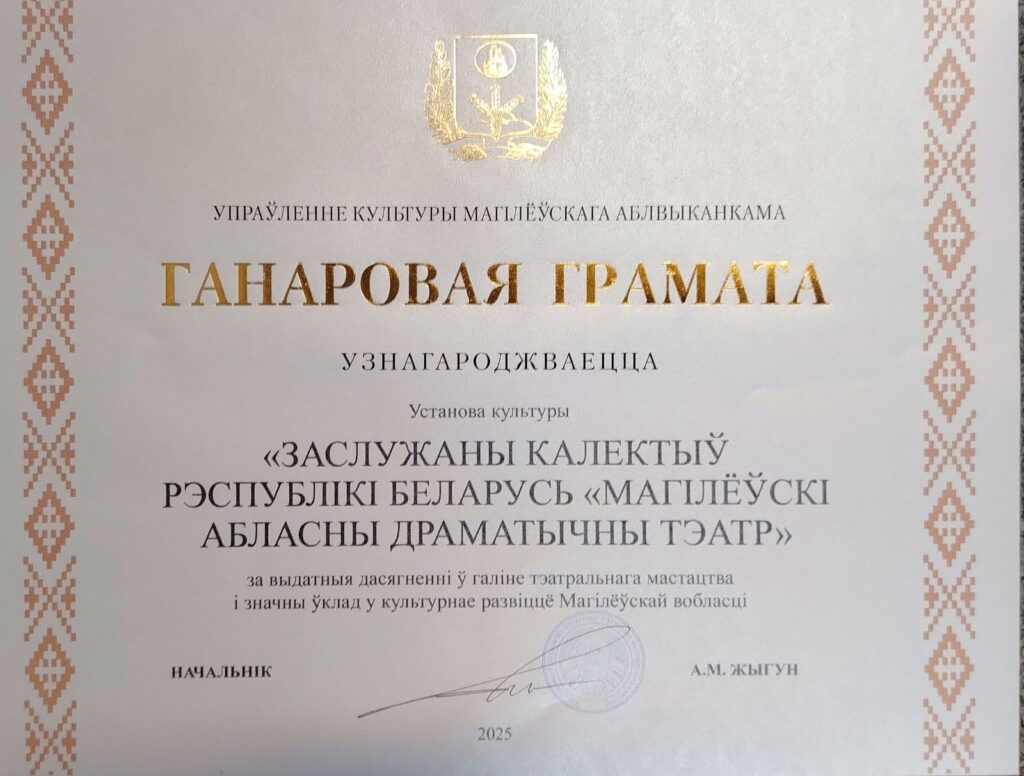 УПРАЎЛЕННЕ КУЛЬТУРЫ МАГІЛЁЎСКАГА АБЛВЫКАНКАМА
ГАНАРОВАЯ ГРАМАТА
УЗНАГАРОДЖВАЕЦЦА
Установа культуры
«ЗАСЛУЖАНЫ КАЛЕКТЫЎ
РЭСПУБЛІКІ БЕЛАРУСЬ «МАГІЛЁЎСКІ
АБЛАСНЫ ДРАМАТЫЧНЫ ТЭАТР»
за выдатныя дасягненні ў галіне тэатральнага мастацтва
і значны ўклад у культурнае развіццё Магілёўскай вобласці
НАЧАЛЬНІК А.М. ЖЫГУН
2025